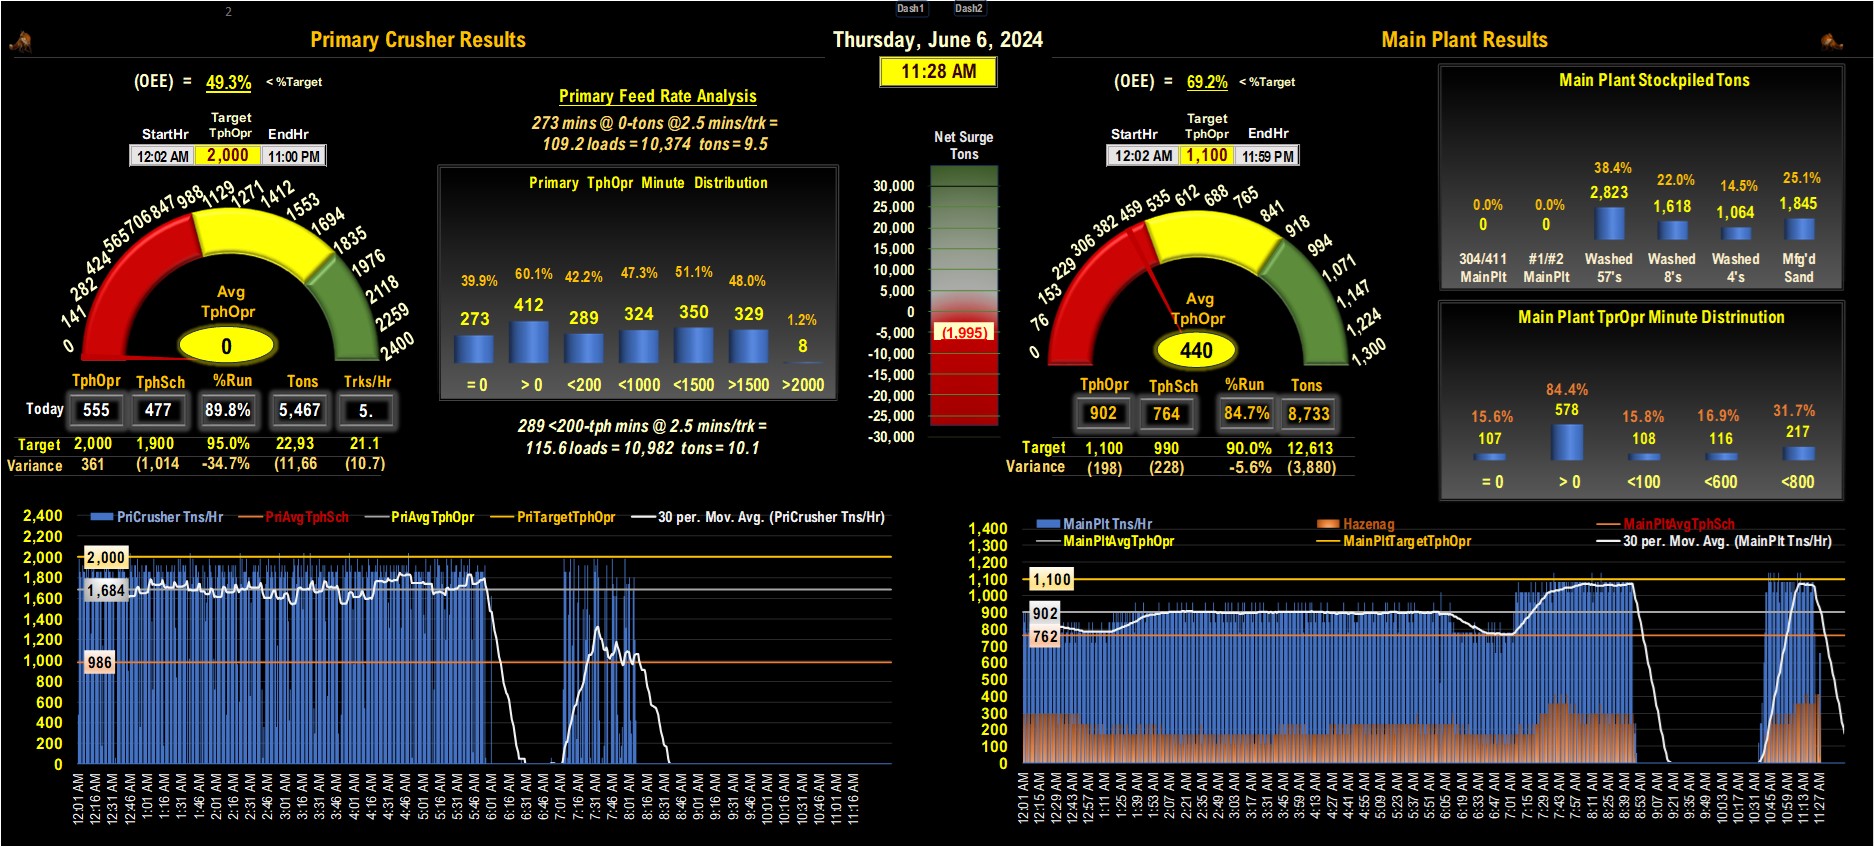 2
Dash1 Dash2
Primary Crusher Results
Thursday, June 6, 2024
Main Plant Results
11:28 AM
(OEE) = 49.3% < %Target
StartHr Target TphOpr EndHr
12:02 AM 2,000 11:00 PM
0 141 282 424 565 706 847 988 1129 1271 1412 1553 1694 1835 1976 2118 2259 2400
Avg
TphOpr
0
TphOpr TphSch %Run Tons Trks/Hr
Today 555 477 89.8% 5,467 5.
Target 2,000 1,900 95.0% 22,93 21.1
Variance 361 (1,014 -34.7% (11,66 (10.7)
Primary Feed Rate Analysis
273 mins @ 0-tons @2.5 mins/trk =
109.2 loads = 10,374 tons = 9.5
Primary TphOpr Minute Distribution
39.9% 60.1% 42.2% 47.3% 51.1% 48.0% 1.2%
273 412 289 324 350 329 8
= 0 > 0 <200 <1000 <1500 >1500 >2000
289 <200-tph mins @ 2.5 mins/trk =
115.6 loads = 10,982 tons = 10.1
Net Surge
Tons
30,000
25,000
20,000
15,000
10,000
5,000
0
-5,000 (1,995)
-10,000
-15,000
-20,000
-25,000
-30,000
(OEE) = 69.2% < %Target
StartHr Target TphOpr EndHr
12:02 AM 1,100 11:59 PM
0 76 153 229 306 382 459 535 612 688 765 841 918 994 1,071 1,147 1,224 1,300
Avg
TphOpr
440
TphOpr TphSch %Run Tons
902 764 84.7% 8,733
Target 1,100 990 90.0% 12,613
Variance (198) (228) -5.6% (3,880)
Main Plant Stockpiled Tons
0.0% 0.0% 38.4% 22.0% 14.5% 25.1%
0 0 2,823 1,618 1,064 1,845
304/411 #1/#2 Washed Washed Washed Mfg'd
MainPlt MainPlt 57's 8's 4's Sand
Main Plant TprOpr Minute Distrinution
15.6% 84.4% 15.8% 16.9% 31.7%
107 578 108 116 217
= 0 > 0 <100 <600 <800
PriCrusher Tns/Hr PriAvgTphSch PriAvgTphOpr PriTargetTphOpr 30 per. Mov. Avg. (PriCrusher Tns/Hr)
2,400
2,200
2,000 2,000
1,800
1,600 1,684
1,400
1,200
1,000 986
800
600
400
200
0
12:01 AM 12:16 AM 12:31 AM 12:46 AM 1:01 AM 1:16 AM 1:31 AM 1:46 AM 2:01 AM 2:16 AM 2:31 AM 2:46 AM 3:01 AM 3:16 AM 3:31 AM 3:46 AM 4:01 AM 4:16 AM 4:31 AM 4:46 AM 5:01 AM 5:16 AM 5:31 AM 5:46 AM 6:01 AM 6:16 AM 6:31 AM 6:46 AM 7:01 AM 7:16 AM 7:31 AM 7:46 AM 8:01 AM 8:16 AM 8:31 AM 8:46 AM 9:01 AM 9:16 AM 9:31 AM 9:46 AM 10:01 AM 10:16 AM 10:31 AM 10:46 AM 11:01 AM 11:16 AM
MainPlt Tns/Hr Hazenag MainPltAvgTphSch
MainPltAvgTphOpr MainPltTargetTphOpr 30 per. Mov. Avg. (MainPlt Tns/Hr)
1,400
1,300
1,200
1,100 1,100
1,000
900 902
800
700 762
600
500
400
300
200
100
0
12:01 AM 12:15 AM 12:29 AM 12:43 AM 12:57 AM 1:11 AM 1:25 AM 1:39 AM 1:53 AM 2:07 AM 2:21 AM 2:35 AM 2:49 AM 3:03 AM 3:17 AM 3:31 AM 3:45 AM 3:59 AM 4:13 AM 4:27 AM 4:41 AM 4:55 AM 5:09 AM 5:23 AM 5:37 AM 5:51 AM 6:05 AM 6:19 AM 6:33 AM 6:47 AM 7:01 AM 7:15 AM 7:29 AM 7:43 AM 7:57 AM 8:11 AM 8:25 AM 8:39 AM 8:53 AM 9:07 AM 9:21 AM 9:35 AM 9:49 AM 10:03 AM 10:17 AM 10:31 AM 10:45 AM 10:59 AM 11:13 AM 11:27 AM